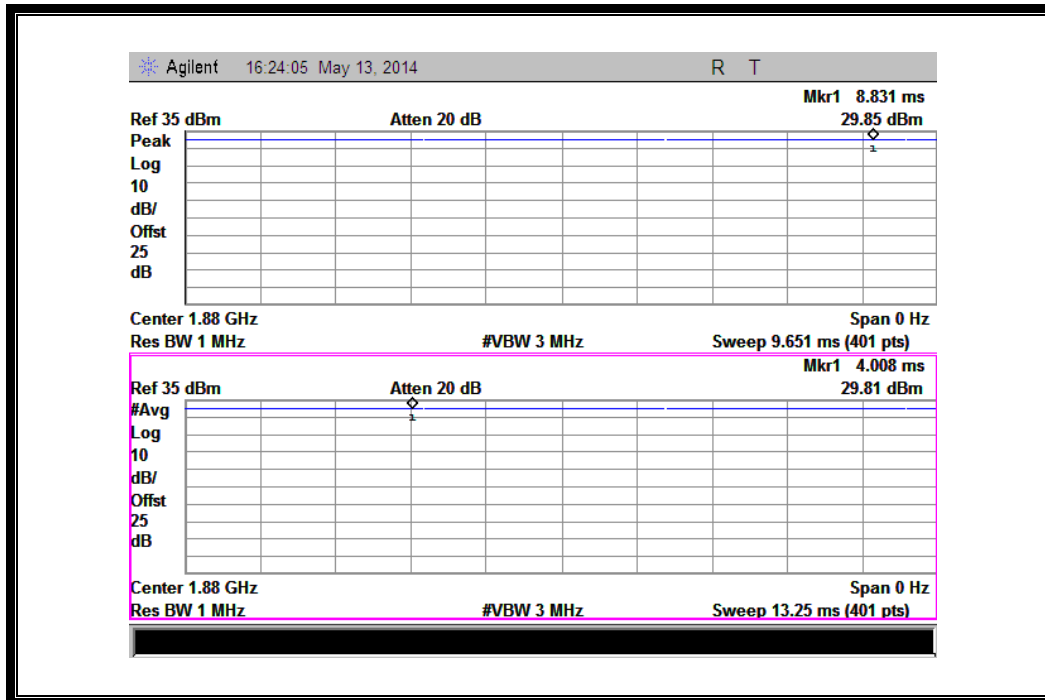 Agilent 16:24:05 May 13, 2014 R T
Mkr1 8.831 ms
Ref 35 dBm Atten 20 dB 29.85 dBm
Peak
Log
10
dB/
Offst
25
dB
1
Center 1.88 GHz Span 0 Hz
Res BW 1 MHz #VBW 3 MHz Sweep 9.651 ms (401 pts)
Mkr1 4.008 ms
Ref 35 dBm Atten 20 dB 29.81 dBm
#Avg
Log
10
dB/
Offst
25
dB
1
Center 1.88 GHz Span 0 Hz
Res BW 1 MHz #VBW 3 MHz Sweep 13.25 ms (401 pts)